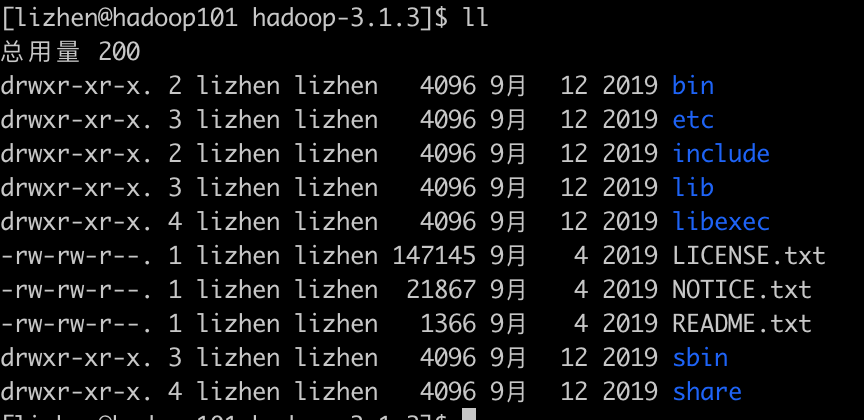 [lizhen@hadoop101 hadoop-3.1.3]$ ll
总用量 200
drwxr-xr-x. 2 lizhen lizhen   4096 9月  12 2019 bin
drwxr-xr-x. 3 lizhen lizhen   4096 9月  12 2019 etc
drwxr-xr-x. 2 lizhen lizhen   4096 9月  12 2019 include
drwxr-xr-x. 3 lizhen lizhen   4096 9月  12 2019 lib
drwxr-xr-x. 4 lizhen lizhen   4096 9月  12 2019 libexec
-rw-rw-r--. 1 lizhen lizhen 147145 9月   4 2019 LICENSE.txt
-rw-rw-r--. 1 lizhen lizhen  21867 9月   4 2019 NOTICE.txt
-rw-rw-r--. 1 lizhen lizhen   1366 9月   4 2019 README.txt
drwxr-xr-x. 3 lizhen lizhen   4096 9月  12 2019 sbin
drwxr-xr-x. 4 lizhen lizhen   4096 9月  12 2019 share
[lizhen@hadoop101 hadoop-3.1.3]$